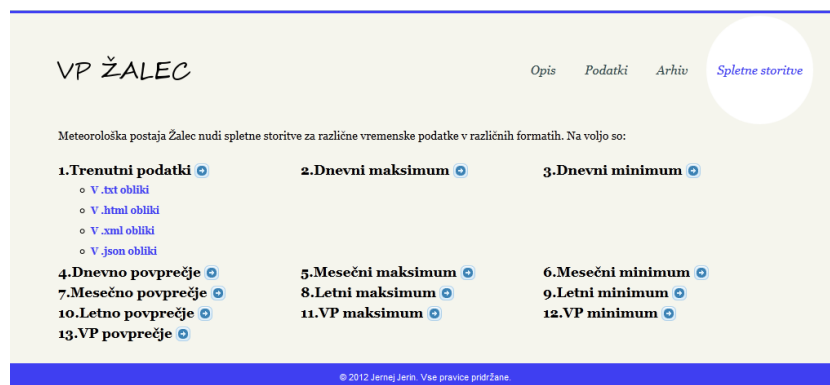 VP ŽALEC
Opis Podatki Arhiv Spletne storitve
Meteorološka postaja Žalec nudi spletne storitve za različne vremenske podatke v različnih formatih. Na voljo so:
1.Trenutni podatki 2.Dnevni maksimum 3.Dnevni minimum
V .txt obliki
V .html obliki
V .xml obliki
V .json obliki
4.Dnevno povprečje 5.Mesečni maksimum 6.Mesečni minimum
7.Mesečno povprečje 8.Letni maksimum 9.Letni minimum
10.Letno povprečje 11.VP maksimum 12.VP minimum
13.VP povprečje
© 2012 Jernej Jerin. Vse pravice pridržane.